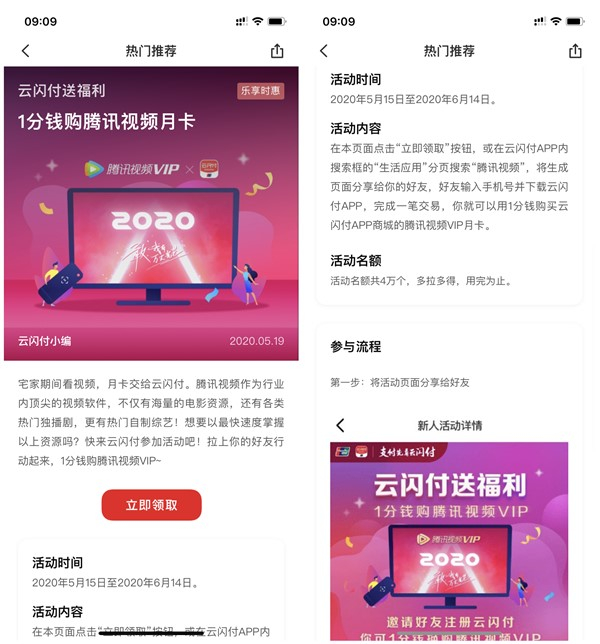 09:09
热门推荐
云闪付送福利
乐享时惠
1分钱购腾讯视频月卡
腾讯视频VIP × 云闪付
2020
云闪付小编
2020.05.19
宅家期间看视频，月卡交给云闪付。腾讯视频作为行业
内顶尖的视频软件，不仅有海量的电影资源，还有各类
热门独播剧，更有热门自制综艺！想要以最快速度掌握
以上资源吗？快来云闪付参加活动吧！拉上你的好友行
动起来，1分钱购腾讯视频VIP~
立即领取
活动时间
2020年5月15日至2020年6月14日。
活动内容
在本页面点击“立即领取”按钮，或在云闪付APP内
09:09
热门推荐
活动时间
2020年5月15日至2020年6月14日。
活动内容
在本页面点击“立即领取”按钮，或在云闪付APP内
搜索框的“生活应用”分页搜索“腾讯视频”，将生成
页面分享给你的好友，好友输入手机号并下载云闪
付APP，完成一笔交易，你就可以用1分钱购买云
闪付APP商城的腾讯视频VIP月卡。
活动名额
活动名额共4万个，多拉多得，用完为止。
参与流程
第一步：将活动页面分享给好友
新人活动详情
支付先看云闪付
云闪付送福利
1分钱购腾讯视频VIP
腾讯视频VIP
2020
邀请好友注册云闪付
你可1分钱购腾讯视频VIP